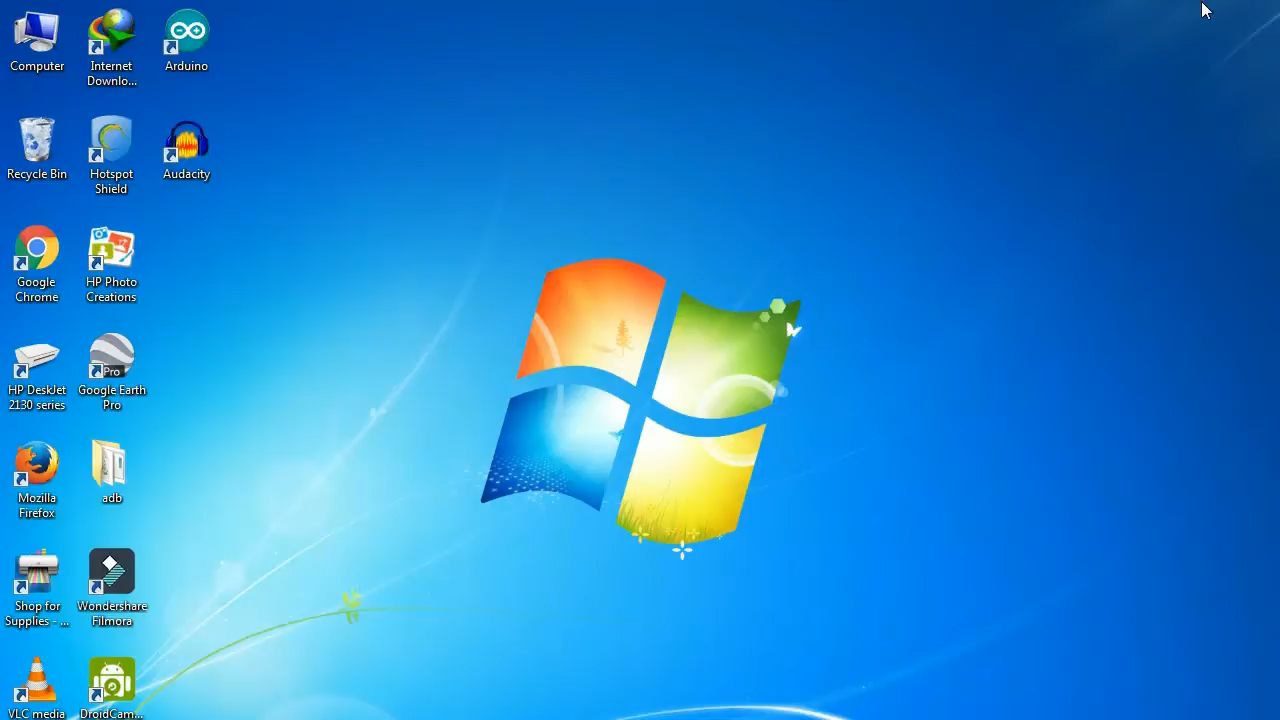 Computer
Internet
Downlo...
Arduino
Recycle Bin
Hotspot
Shield
Audacity
Google
Chrome
HP Photo
Creations
HP DeskJet
2130 series
Pro
Google Earth
Pro
Mozilla
Firefox
adb
Shop for
Supplies - ...
Wondershare
Filmora
VLC media
DroidCam...